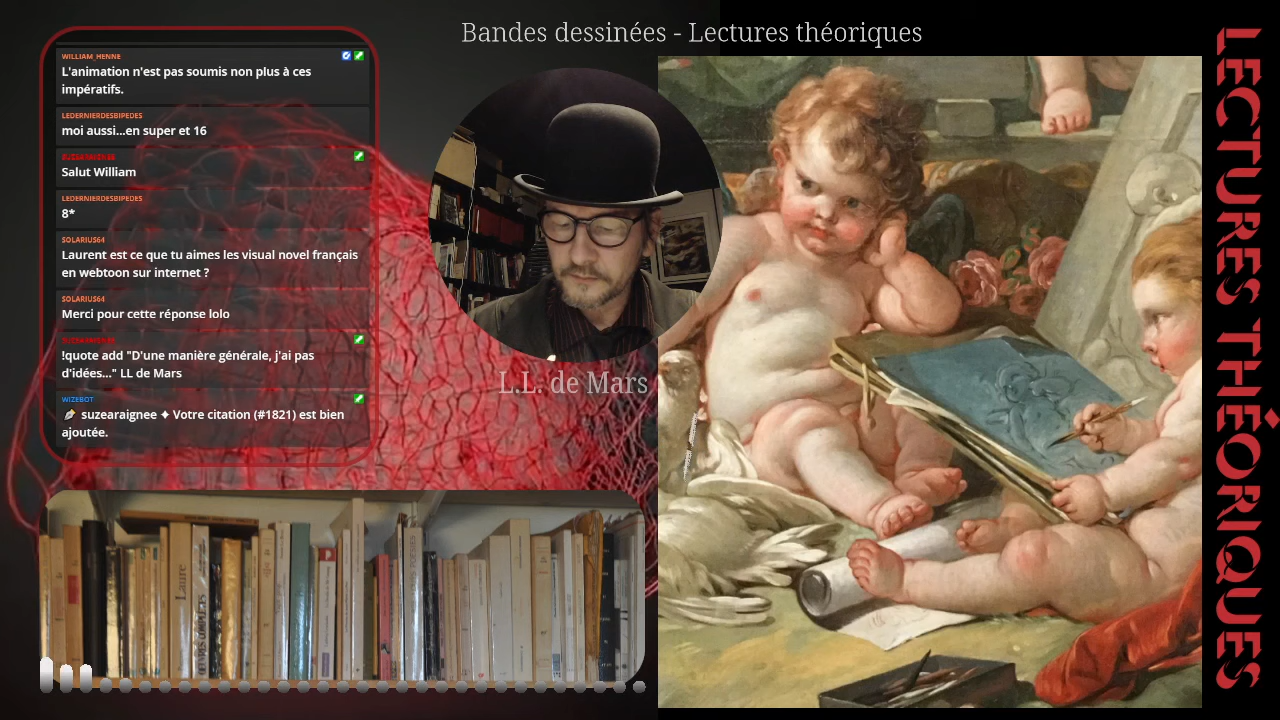 Bandes dessinées - Lectures théoriques
WILLIAM_HENNE
L'animation n'est pas soumis non plus à ces
impératifs.
LEDERNIERDESBIPEDES
moi aussi...en super et 16
SUZEARAIGNEE
Salut William
LEDERNIERDESBIPEDES
8*
SOLARIUS64
Laurent est ce que tu aimes les visual novel français
en webtoon sur internet ?
SOLARIUS64
Merci pour cette réponse lolo
SUZEARAIGNEE
!quote add "D'une manière générale, j'ai pas
d'idées..." LL de Mars
WIZEBOT
suzearaignee ✦ Votre citation (#1821) est bien
ajoutée.
L.L. de Mars
Laure
LECTURES THÉORIQUES